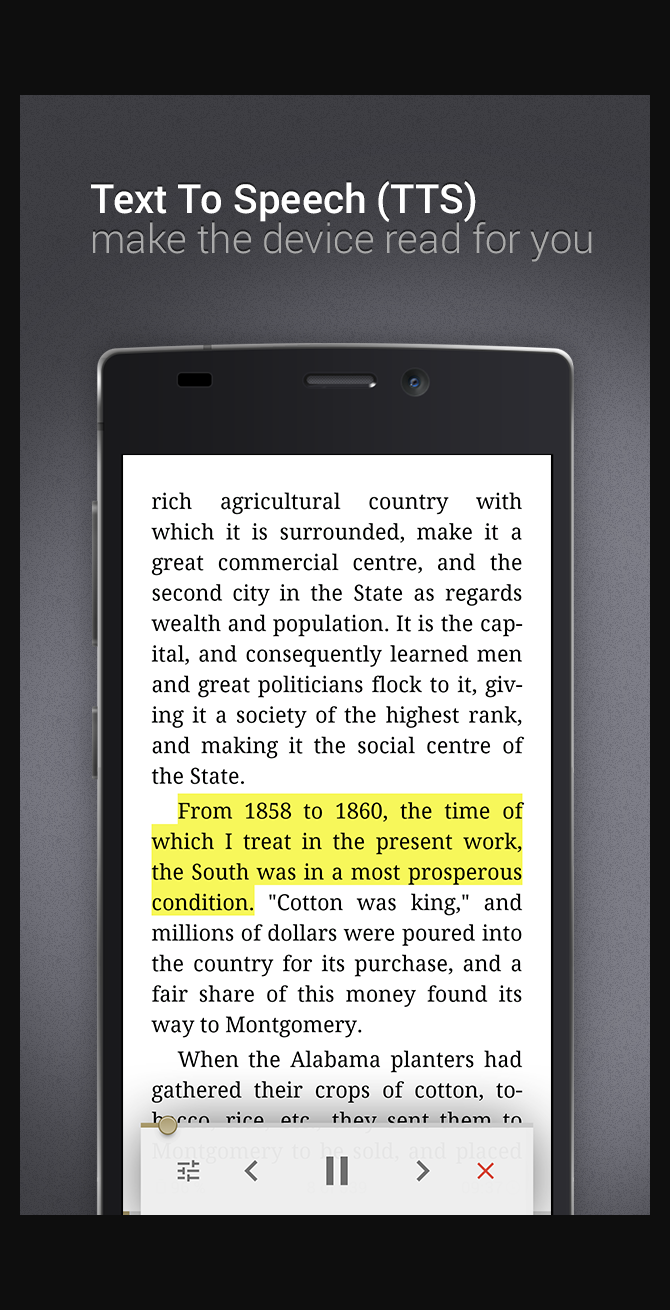 Text To Speech (TTS)
make the device read for you
rich agricultural country with
which it is surrounded, make it a
great commercial centre, and the
second city in the State as regards
wealth and population. It is the cap-
ital, and consequently learned men
and great politicians flock to it, giv-
ing it a society of the highest rank,
and making it the social centre of
the State.
From 1858 to 1860, the time of
which I treat in the present work,
the South was in a most prosperous
condition. "Cotton was king," and
millions of dollars were poured into
the country for its purchase, and a
fair share of this money found its
way to Montgomery.
When the Alabama planters had
gathered their crops of cotton, to-
bacco, rice, etc., they sent them to
Montgomery to be sold, and placed